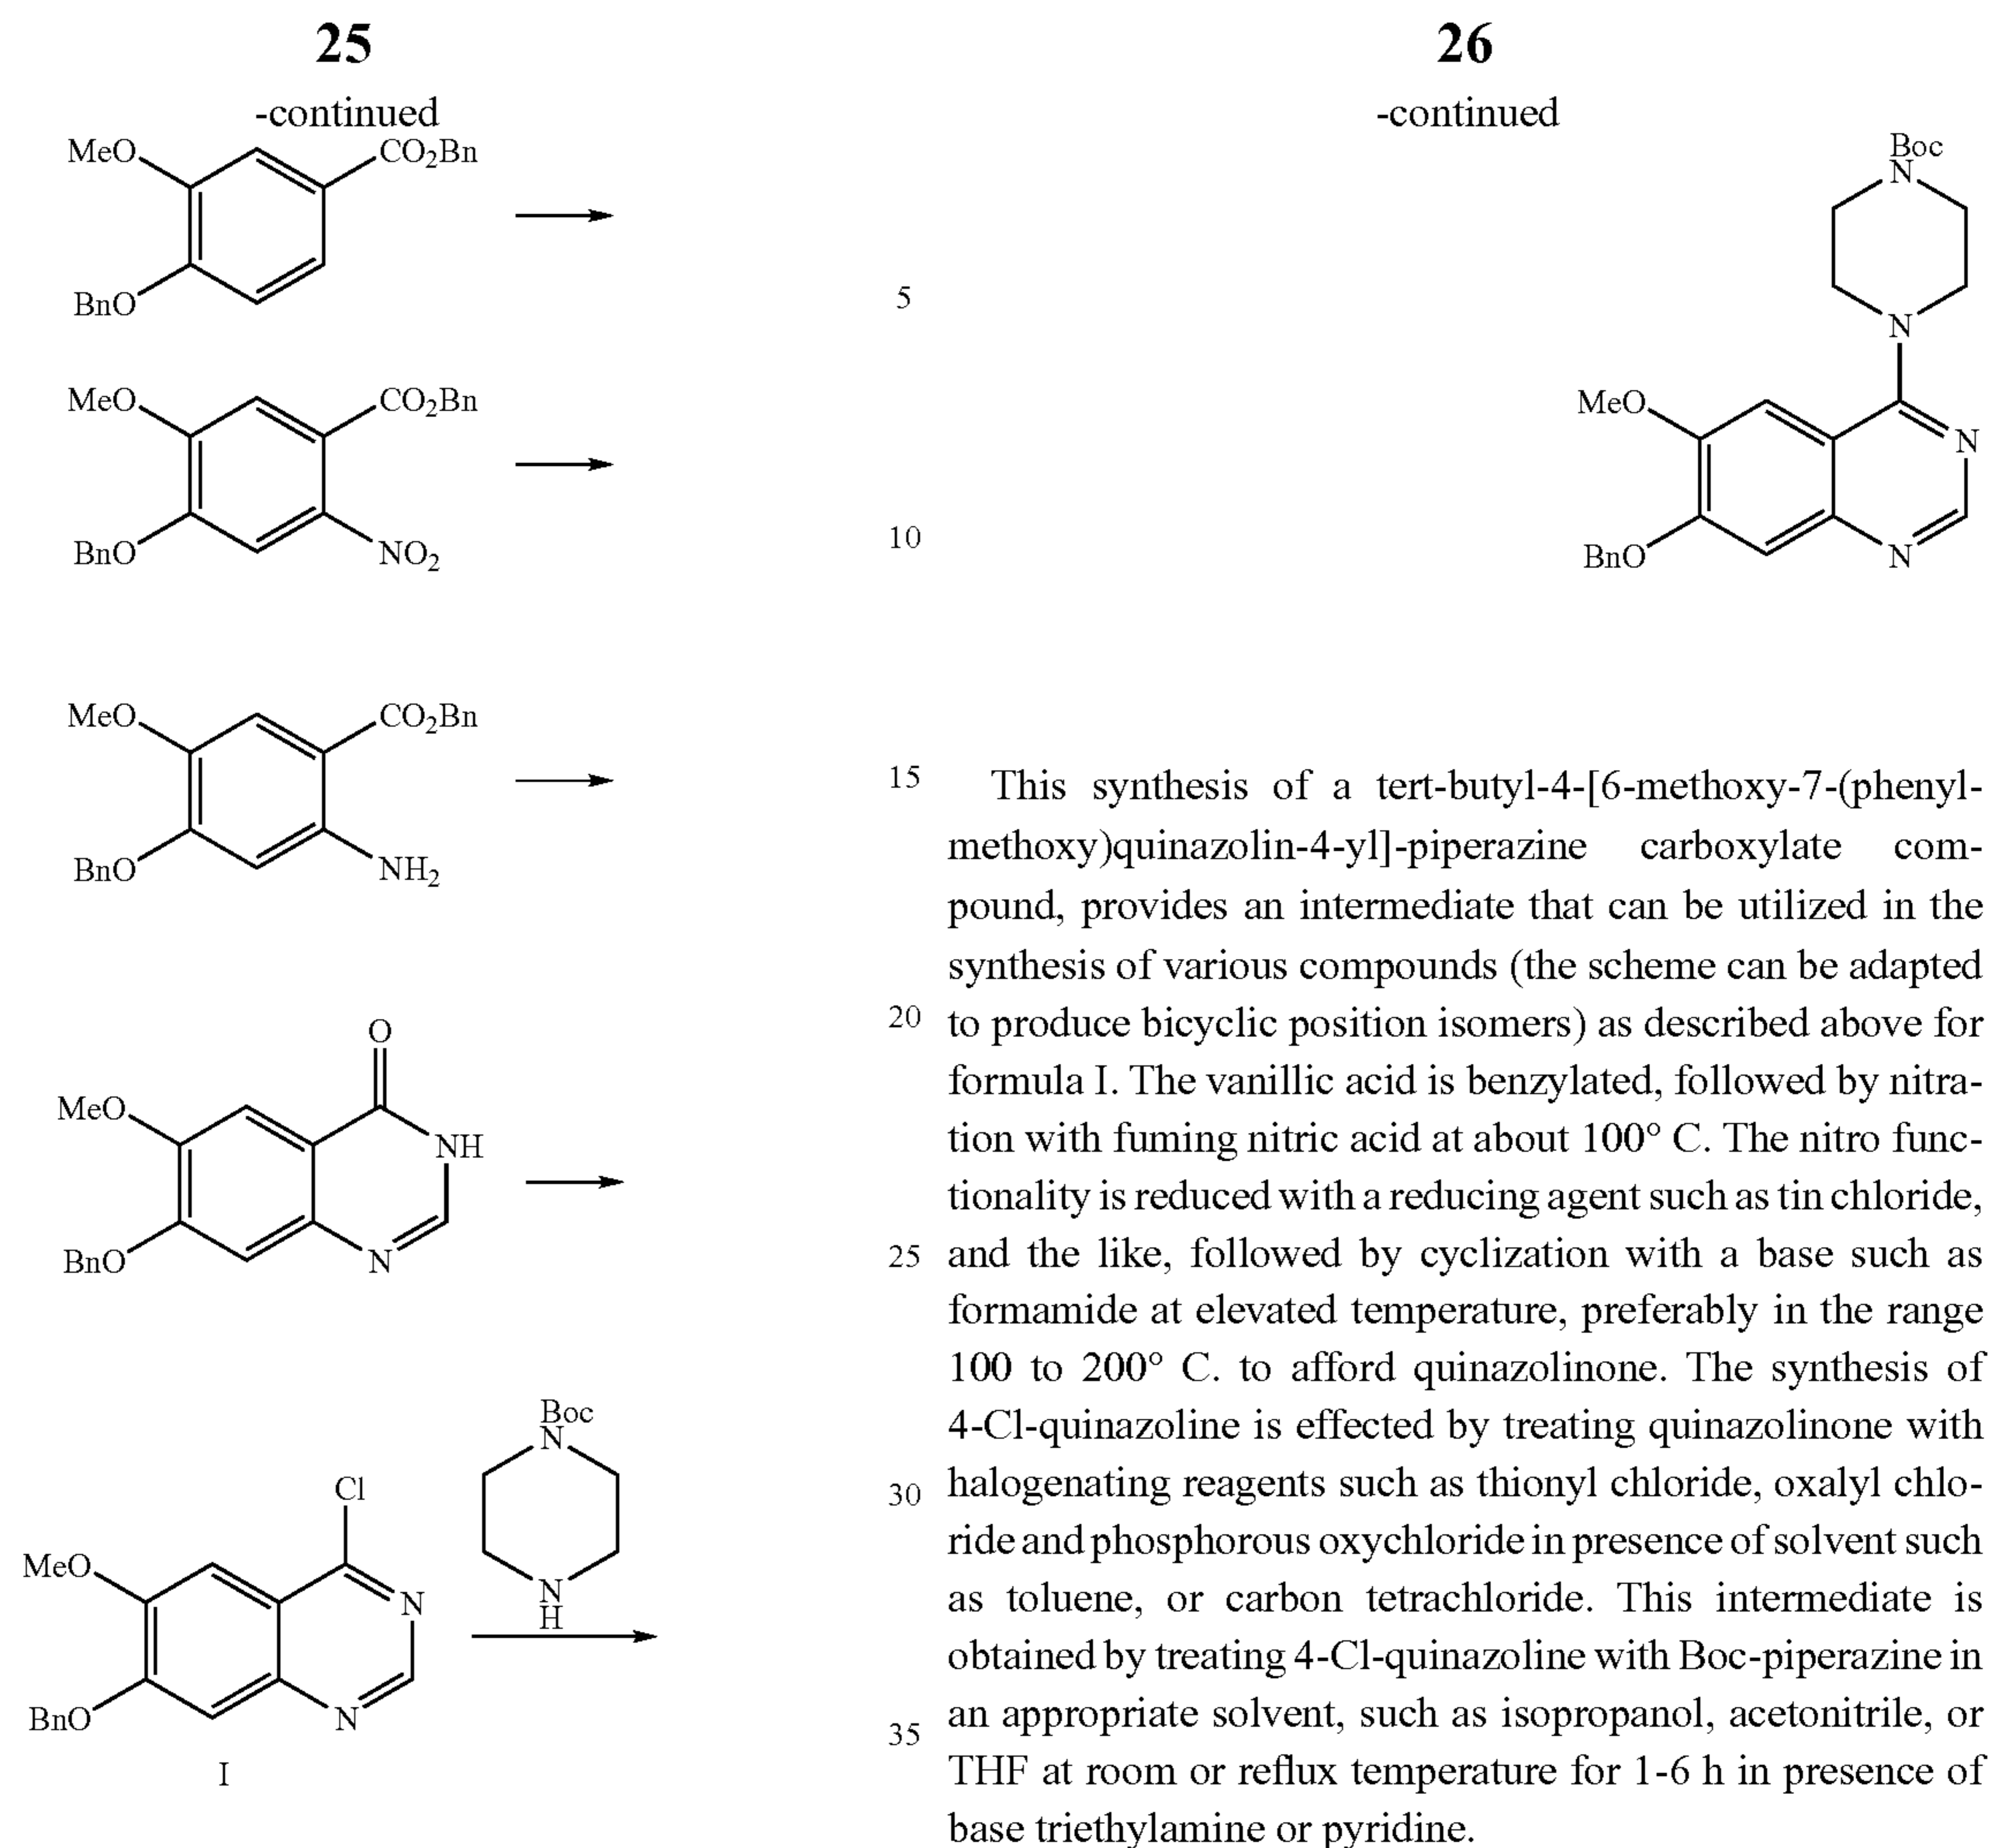 25
-continued
MeO
CO2Bn
BnO
MeO
CO2Bn
BnO
NO2
MeO
CO2Bn
BnO
NH2
O
MeO
NH
BnO
N
Boc
N
Cl
MeO
N
N
H
BnO
N
I
26
-continued
Boc
N
N
MeO
N
BnO
N
5
10
15
20
25
30
35
This synthesis of a tert-butyl-4-[6-methoxy-7-(phenyl-
methoxy)quinazolin-4-yl]-piperazine carboxylate com-
pound, provides an intermediate that can be utilized in the
synthesis of various compounds (the scheme can be adapted
to produce bicyclic position isomers) as described above for
formula I. The vanillic acid is benzylated, followed by nitra-
tion with fuming nitric acid at about 100° C. The nitro func-
tionality is reduced with a reducing agent such as tin chloride,
and the like, followed by cyclization with a base such as
formamide at elevated temperature, preferably in the range
100 to 200° C. to afford quinazolinone. The synthesis of
4-Cl-quinazoline is effected by treating quinazolinone with
halogenating reagents such as thionyl chloride, oxalyl chlo-
ride and phosphorous oxychloride in presence of solvent such
as toluene, or carbon tetrachloride. This intermediate is
obtained by treating 4-Cl-quinazoline with Boc-piperazine in
an appropriate solvent, such as isopropanol, acetonitrile, or
THF at room or reflux temperature for 1-6 h in presence of
base triethylamine or pyridine.